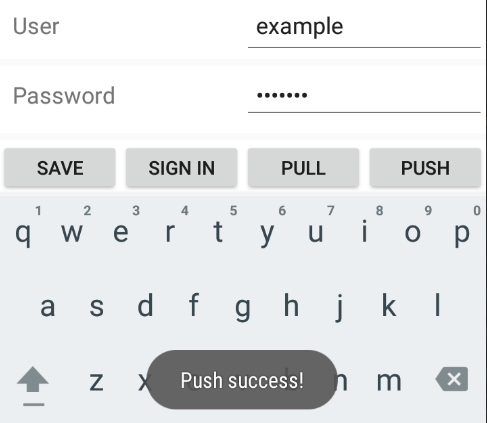 User example
Password •••••••
SAVE SIGN IN PULL PUSH
1 2 3 4 5 6 7 8 9 0
q w e r t y u i o p
a s d f g h j k l
z x n m
Push success!